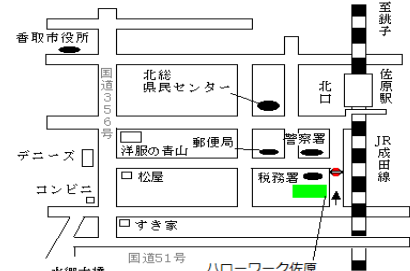 至銚子
香取市役所
国道356号
北総
県民センター
北口
佐原駅
JR成田線
郵便局
警察署
洋服の青山
デニーズ
松屋
税務署
コンビニ
すき家
国道51号
ハローワーク佐原